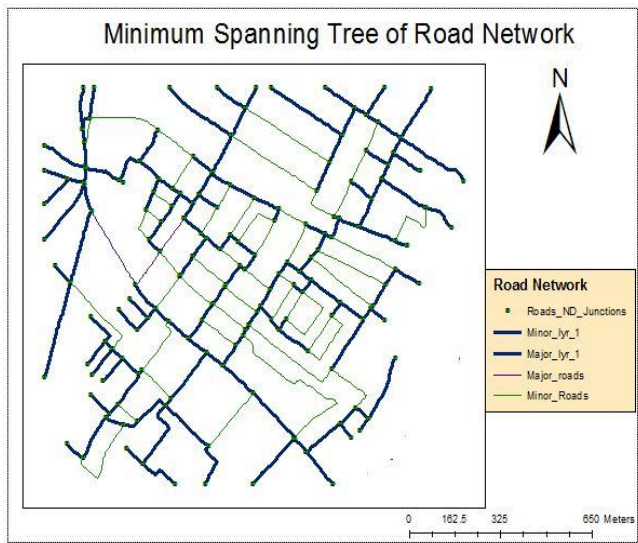 Minimum Spanning Tree of Road Network
N
Road Network
Roads_ND_Junctions
Minor_lyr_1
Major_lyr_1
Major_roads
Minor_Roads
0 162.5 325 650 Meters